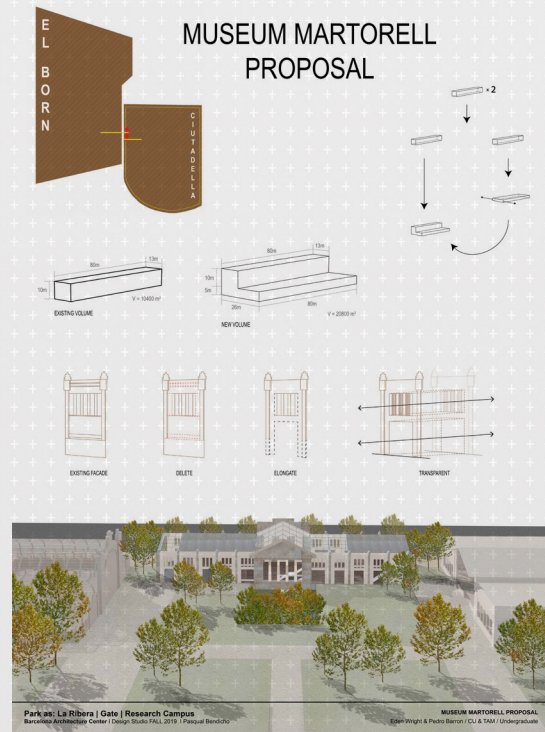 MUSEUM MARTORELL
PROPOSAL
EL BORN
CIUTADELLA
* 2
80m
13m
10m
V = 10400 m³
EXISTING VOLUME
80m
13m
10m
5m
26m
80m
V = 20800 m³
NEW VOLUME
EXISTING FACADE
DELETE
ELONGATE
TRANSPARENT
Park as: La Ribera | Gate | Research Campus
Barcelona Architecture Center | Design Studio FALL 2019 | Pasqual Bendicho
MUSEUM MARTORELL PROPOSAL
Eden Wright & Pedro Barron / CU & TAM / Undergraduate